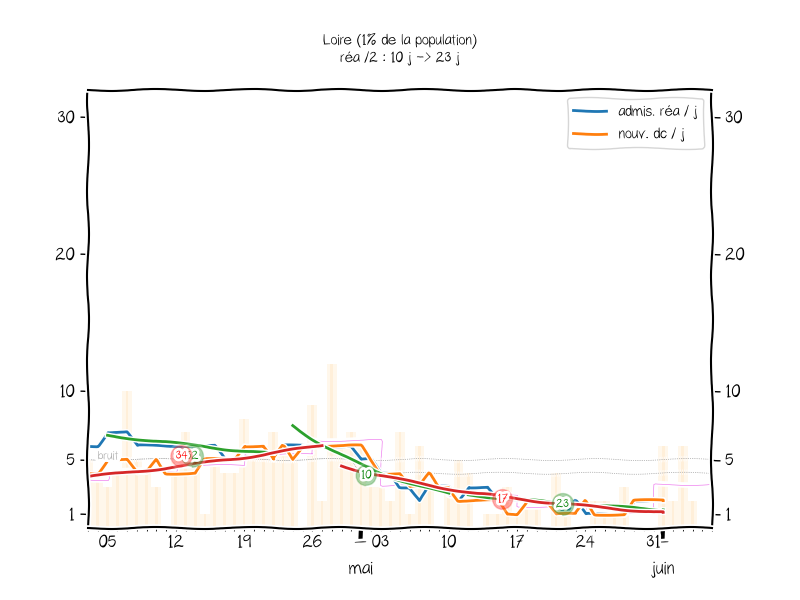 Loire (1% de la population)
réa /2 : 10 j -> 23 j
admis. réa / j
nouv. dc / j
30 30
20 20
10 10
bruit
5 5
1 1
34
2
10
17
23
05 12 19 26 03 10 17 24 31
mai juin